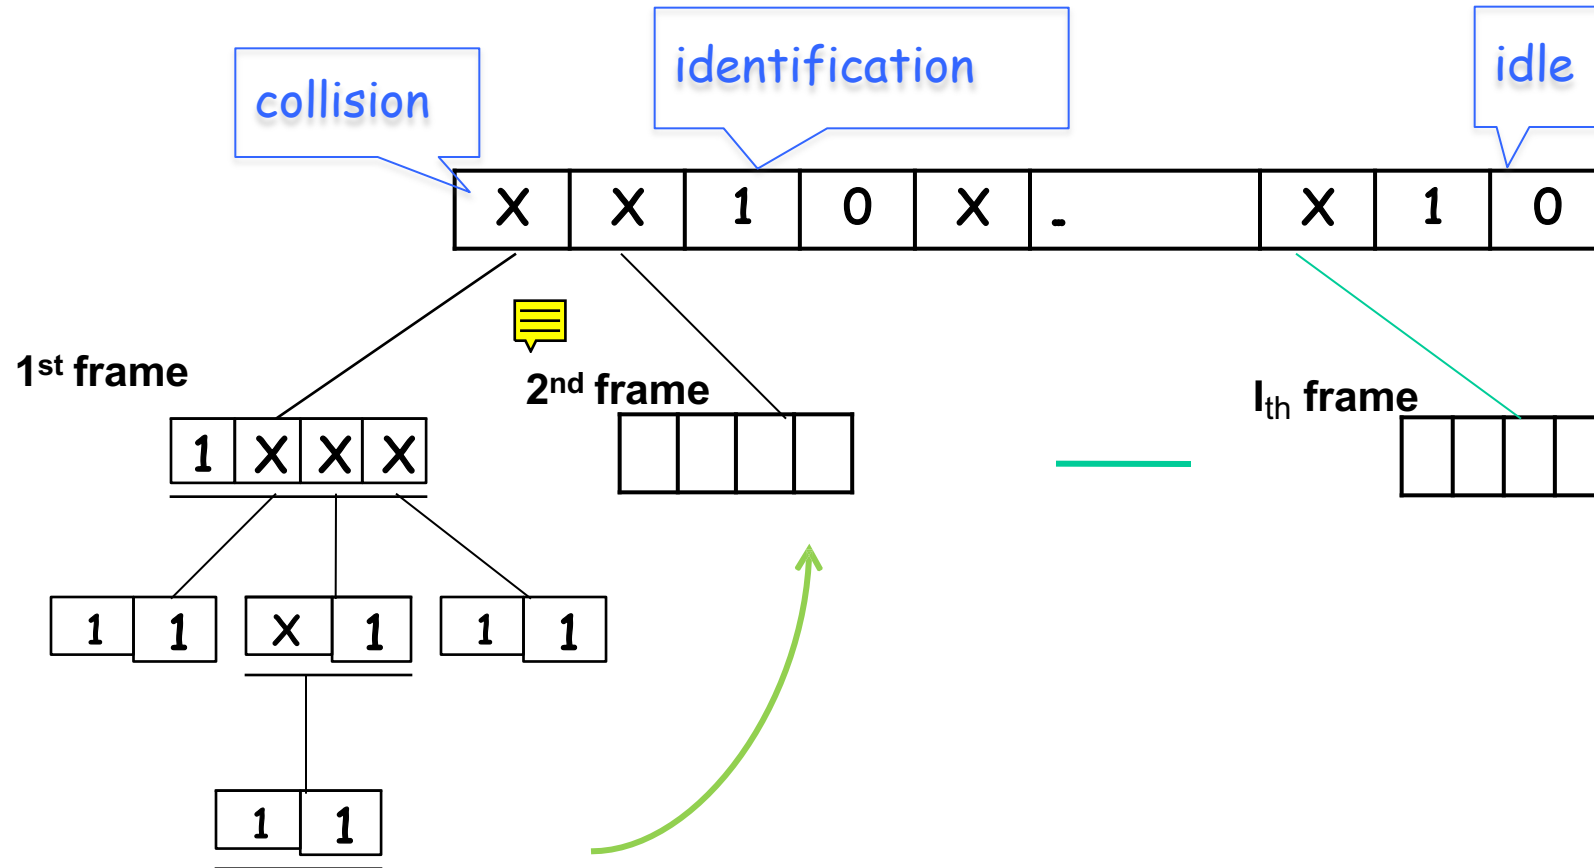 identification
idle
collision
X X 1 0 X - X 1 0
1st frame
2nd frame
Ith frame
1 X X X
1 1 X 1 1 1
1 1